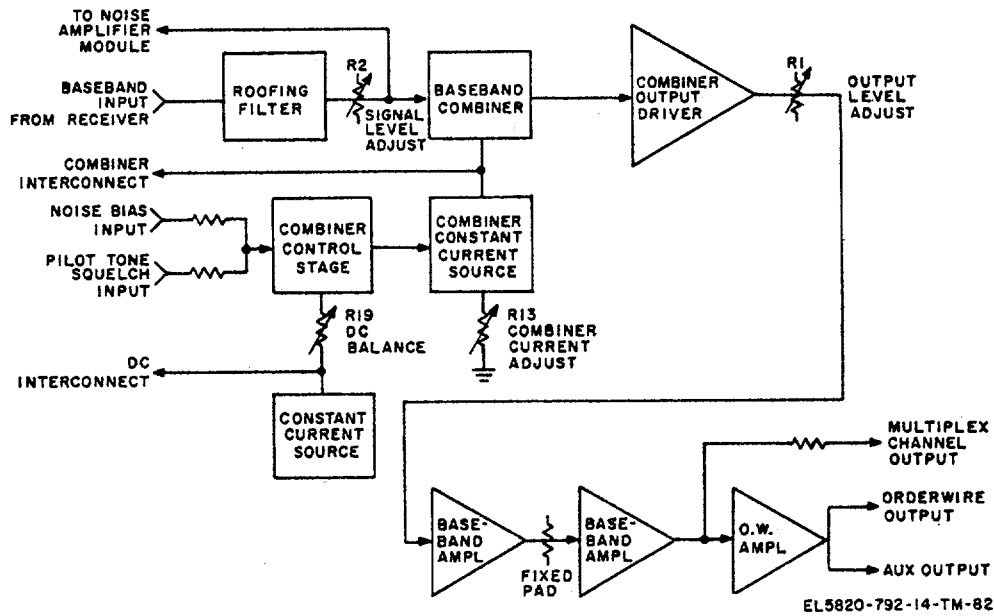 TO NOISE
AMPLIFIER
MODULE
BASEBAND
INPUT
FROM RECEIVER
ROOFING
FILTER
R2
SIGNAL
LEVEL
ADJUST
BASEBAND
COMBINER
COMBINER
OUTPUT
DRIVER
R1
OUTPUT
LEVEL
ADJUST
COMBINER
INTERCONNECT
NOISE BIAS
INPUT
PILOT TONE
SQUELCH
INPUT
COMBINER
CONTROL
STAGE
COMBINER
CONSTANT
CURRENT
SOURCE
R19
DC
BALANCE
R13
COMBINER
CURRENT
ADJUST
DC
INTERCONNECT
CONSTANT
CURRENT
SOURCE
BASE-
BAND
AMPL
FIXED
PAD
BASE-
BAND
AMPL
O.W.
AMPL
MULTIPLEX
CHANNEL
OUTPUT
ORDERWIRE
OUTPUT
AUX OUTPUT
EL5820-792-14-TM-82